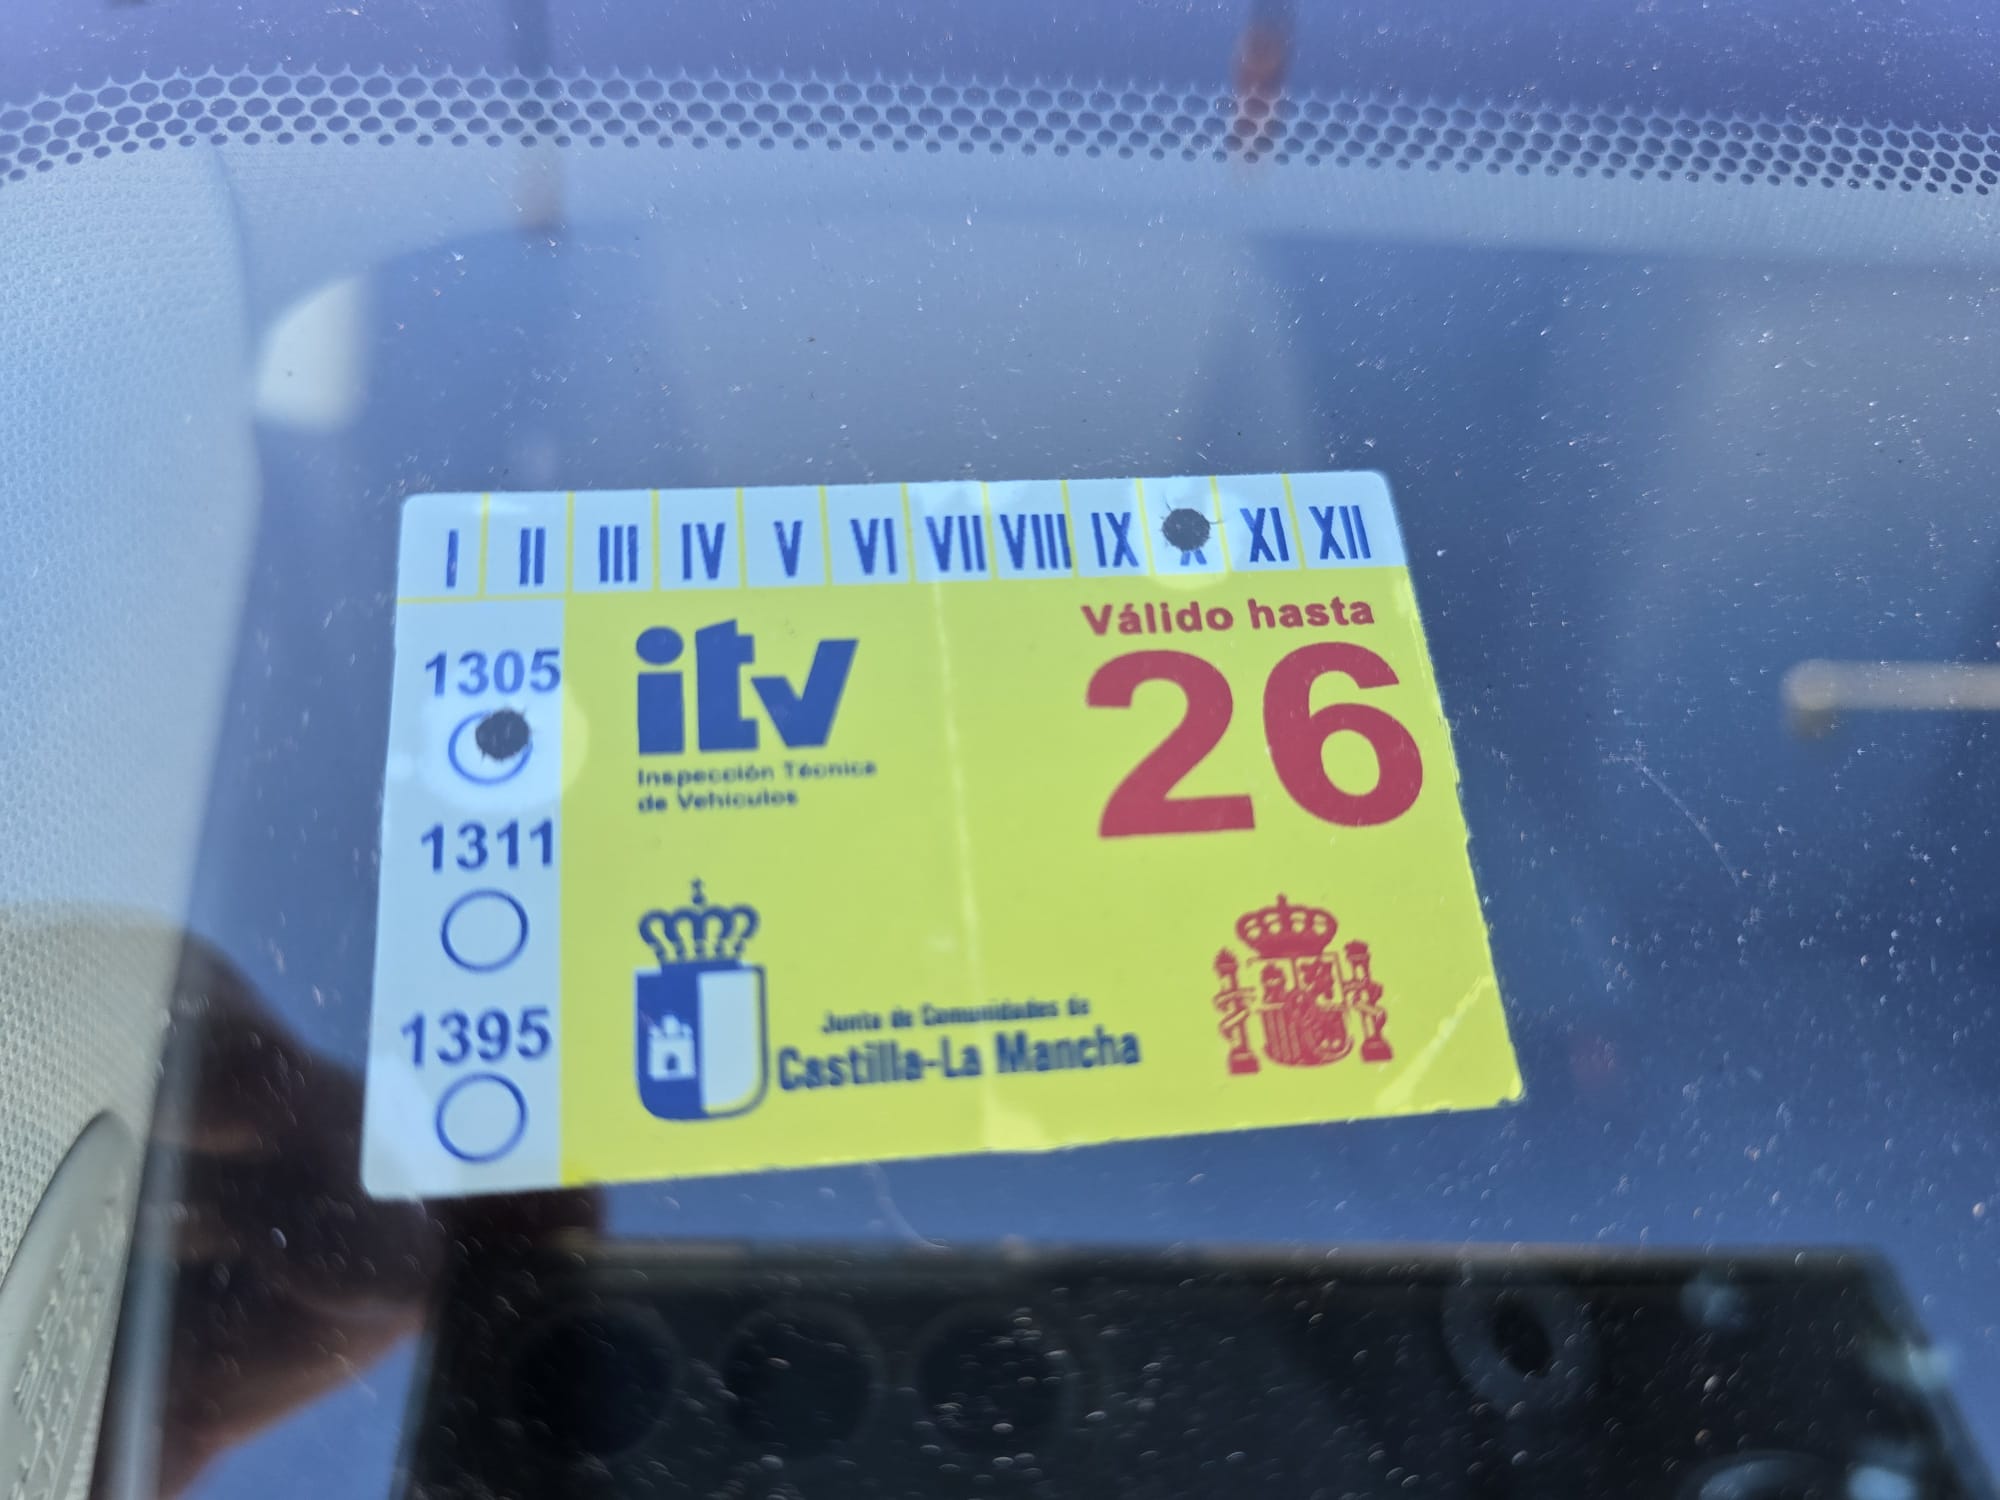 I II III IV V VI VII VIII IX X XI XII
1305
1311
1395
itv
Inspección Técnica
de Vehículos
Válido hasta
26
Junta de Comunidades de
Castilla-La Mancha